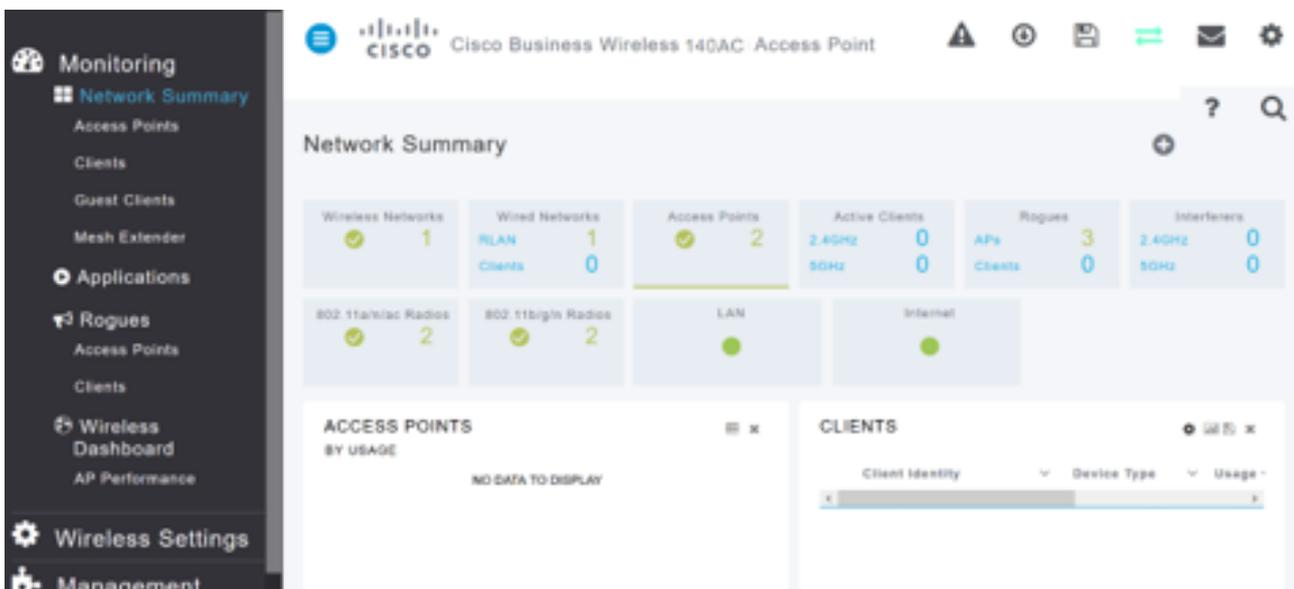 Monitoring
Network Summary
Access Points
Clients
Guest Clients
Mesh Extender
Applications
Rogues
Access Points
Clients
Wireless
Dashboard
AP Performance
Wireless Settings
Management
CISCO Cisco Business Wireless 140AC Access Point
?
Network Summary
Wireless Networks
1
Wired Networks
RLAN 1
Clients 0
Access Points
2
Active Clients
2.4GHz 0
5GHz 0
Rogues
APs 3
Clients 0
Interferers
2.4GHz 0
5GHz 0
802.11a/n/ac Radios
2
802.11b/g/n Radios
2
LAN
Internet
ACCESS POINTS
BY USAGE
NO DATA TO DISPLAY
CLIENTS
Client Identity Device Type Usage